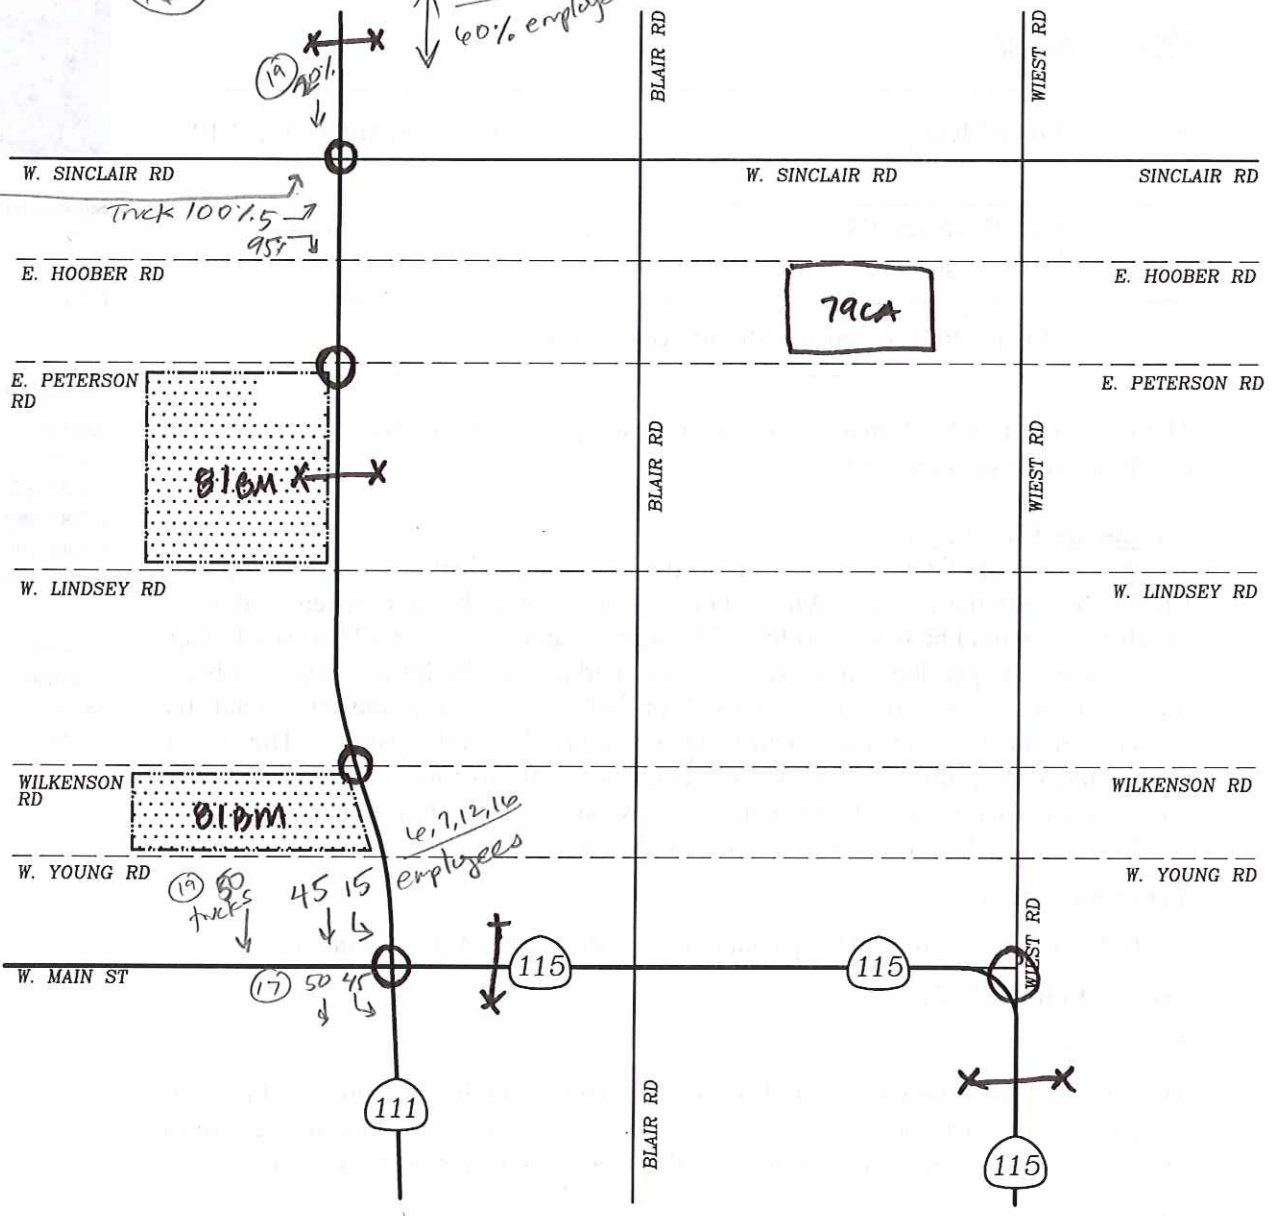 60% employe
BLAIR RD
WIEST RD
19 90%
W. SINCLAIR RD
W. SINCLAIR RD
SINCLAIR RD
Truck 100% 5
95%
E. HOOBER RD
E. HOOBER RD
79CA
E. PETERSON
RD
E. PETERSON RD
BLAIR RD
WIEST RD
81BM
W. LINDSEY RD
W. LINDSEY RD
WILKENSON
RD
WILKENSON RD
81BM
6, 7, 12, 16
employees
W. YOUNG RD
W. YOUNG RD
19 50 45 15
trucks
WIEST RD
W. MAIN ST
115
115
17 50 45
111
BLAIR RD
115